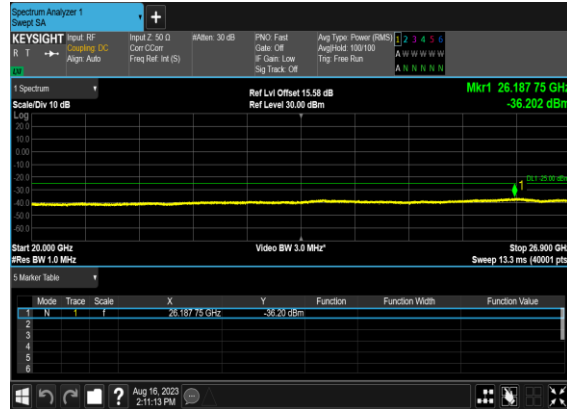 Spectrum Analyzer 1
Swept SA
KEYSIGHT Input: RF Input Z: 50 Ω #Atten: 30 dB PNO: Fast Avg Type: Power (RMS) 1 2 3 4 5 6
R T Coupling: DC Corr CCorr Gate: Off Avg|Hold: 100/100 A W W W W W
Align: Auto Freq Ref: Int (S) IF Gain: Low Trig: Free Run
Sig Track: Off A N N N N N
1 Spectrum Ref Lvl Offset 15.58 dB Mkr1 26.187 75 GHz
Scale/Div 10 dB Ref Level 30.00 dBm -36.202 dBm
Log
20.0
10.0
0.00
-10.0
-20.0 DL1 -25.00 dBm
-30.0 1
-40.0
-50.0
-60.0
Start 20.000 GHz Video BW 3.0 MHz* Stop 26.900 GHz
#Res BW 1.0 MHz Sweep 13.3 ms (40001 pts)
5 Marker Table
Mode Trace Scale X Y Function Function Width Function Value
1 N 1 f 26.187 75 GHz -36.20 dBm
2
3
4
5
6
? Aug 16, 2023
2:11:13 PM